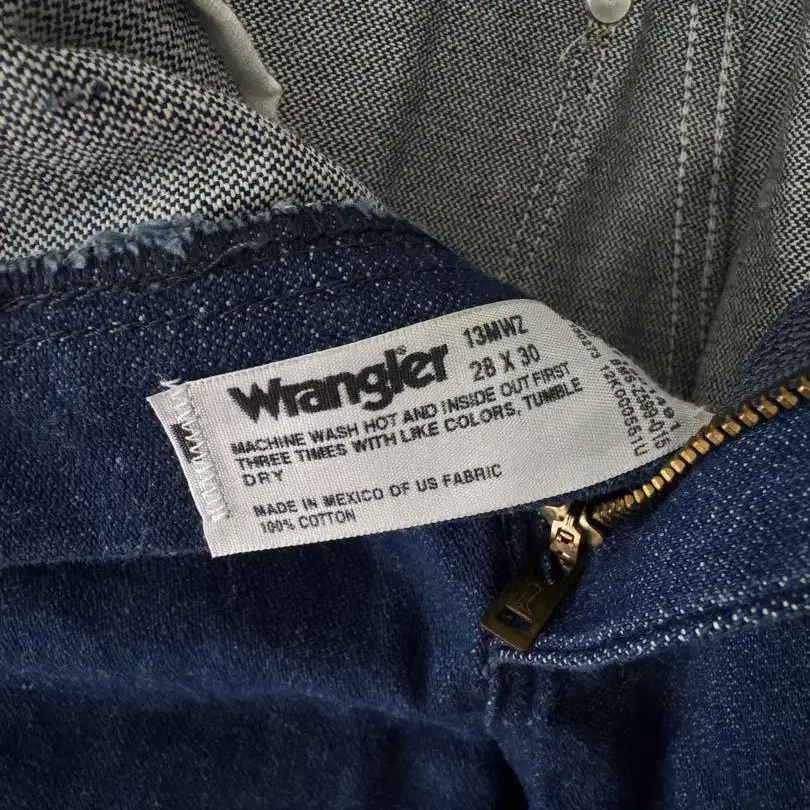 Wrangler®
13MWZ
28 X 30
MACHINE WASH HOT AND INSIDE OUT FIRST
THREE TIMES WITH LIKE COLORS, TUMBLE
DRY
MADE IN MEXICO OF US FABRIC
100% COTTON
13K000551U